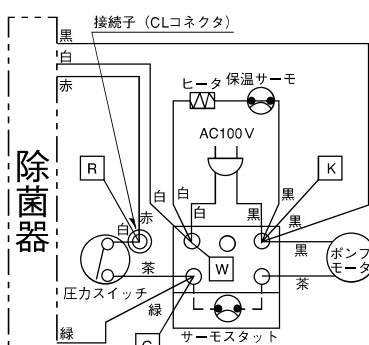 接続子（CLコネクタ）
黒
白
赤
ヒータ
保温サーモ
AC100V
除菌器
R
K
白
白
白
黒
黒
黒
赤
白
黒
W
ポンプ
モータ
茶
茶
圧力スイッチ
緑
緑
サーモスタット